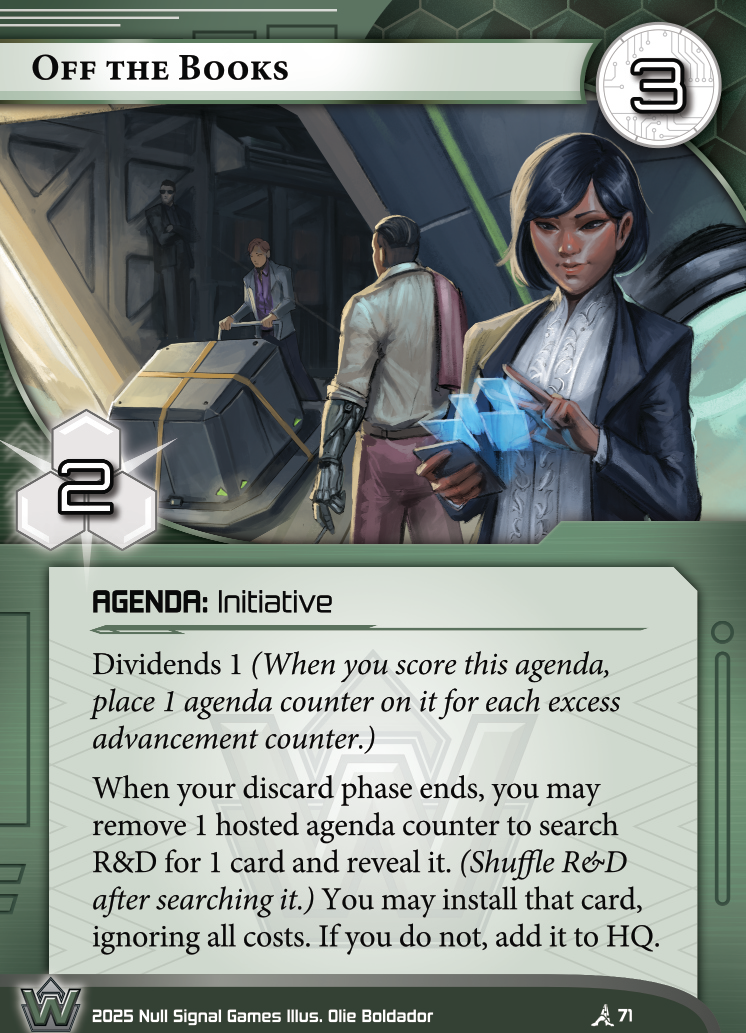 Off the Books
3
2
AGENDA: Initiative
Dividends 1 (When you score this agenda,
place 1 agenda counter on it for each excess
advancement counter.)
When your discard phase ends, you may
remove 1 hosted agenda counter to search
R&D for 1 card and reveal it. (Shuffle R&D
after searching it.) You may install that card,
ignoring all costs. If you do not, add it to HQ.
2025 Null Signal Games Illus. Olie Boldador
71